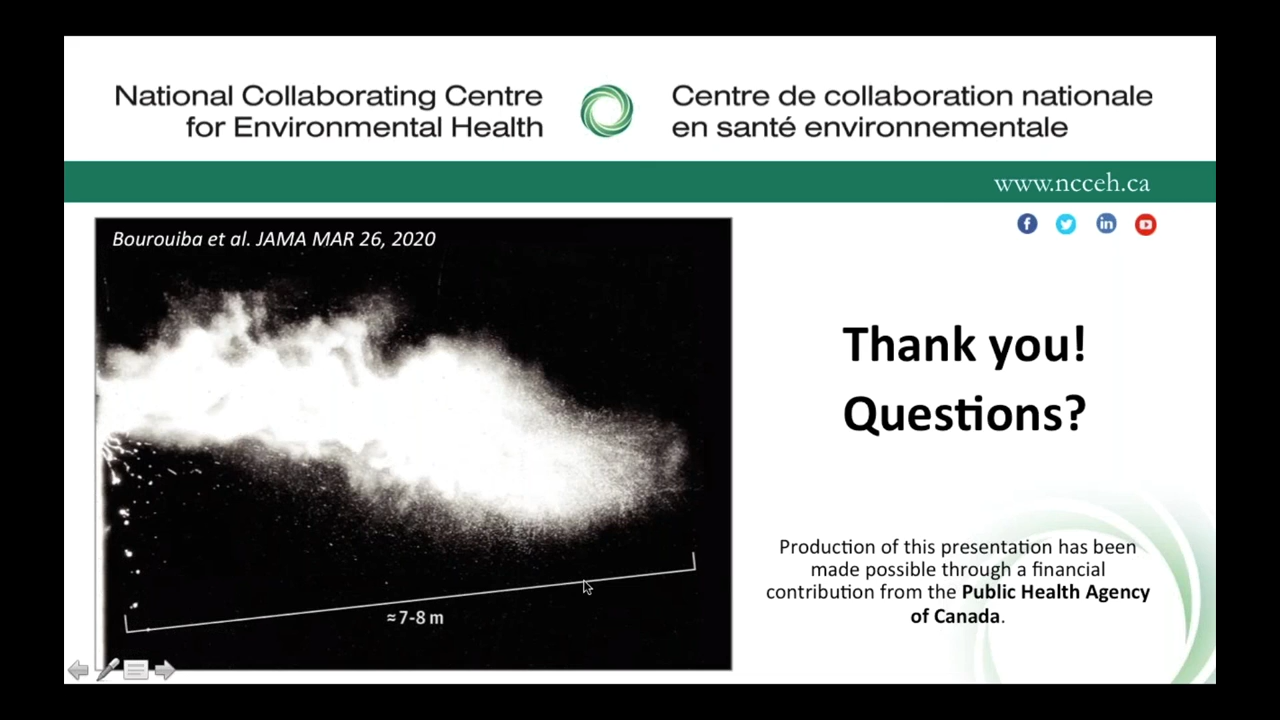 National Collaborating Centre
for Environmental Health
Centre de collaboration nationale
en santé environnementale
www.ncceh.ca
Bourouiba et al. JAMA MAR 26, 2020
≈ 7-8 m
Thank you!
Questions?
Production of this presentation has been
made possible through a financial
contribution from the Public Health Agency
of Canada.